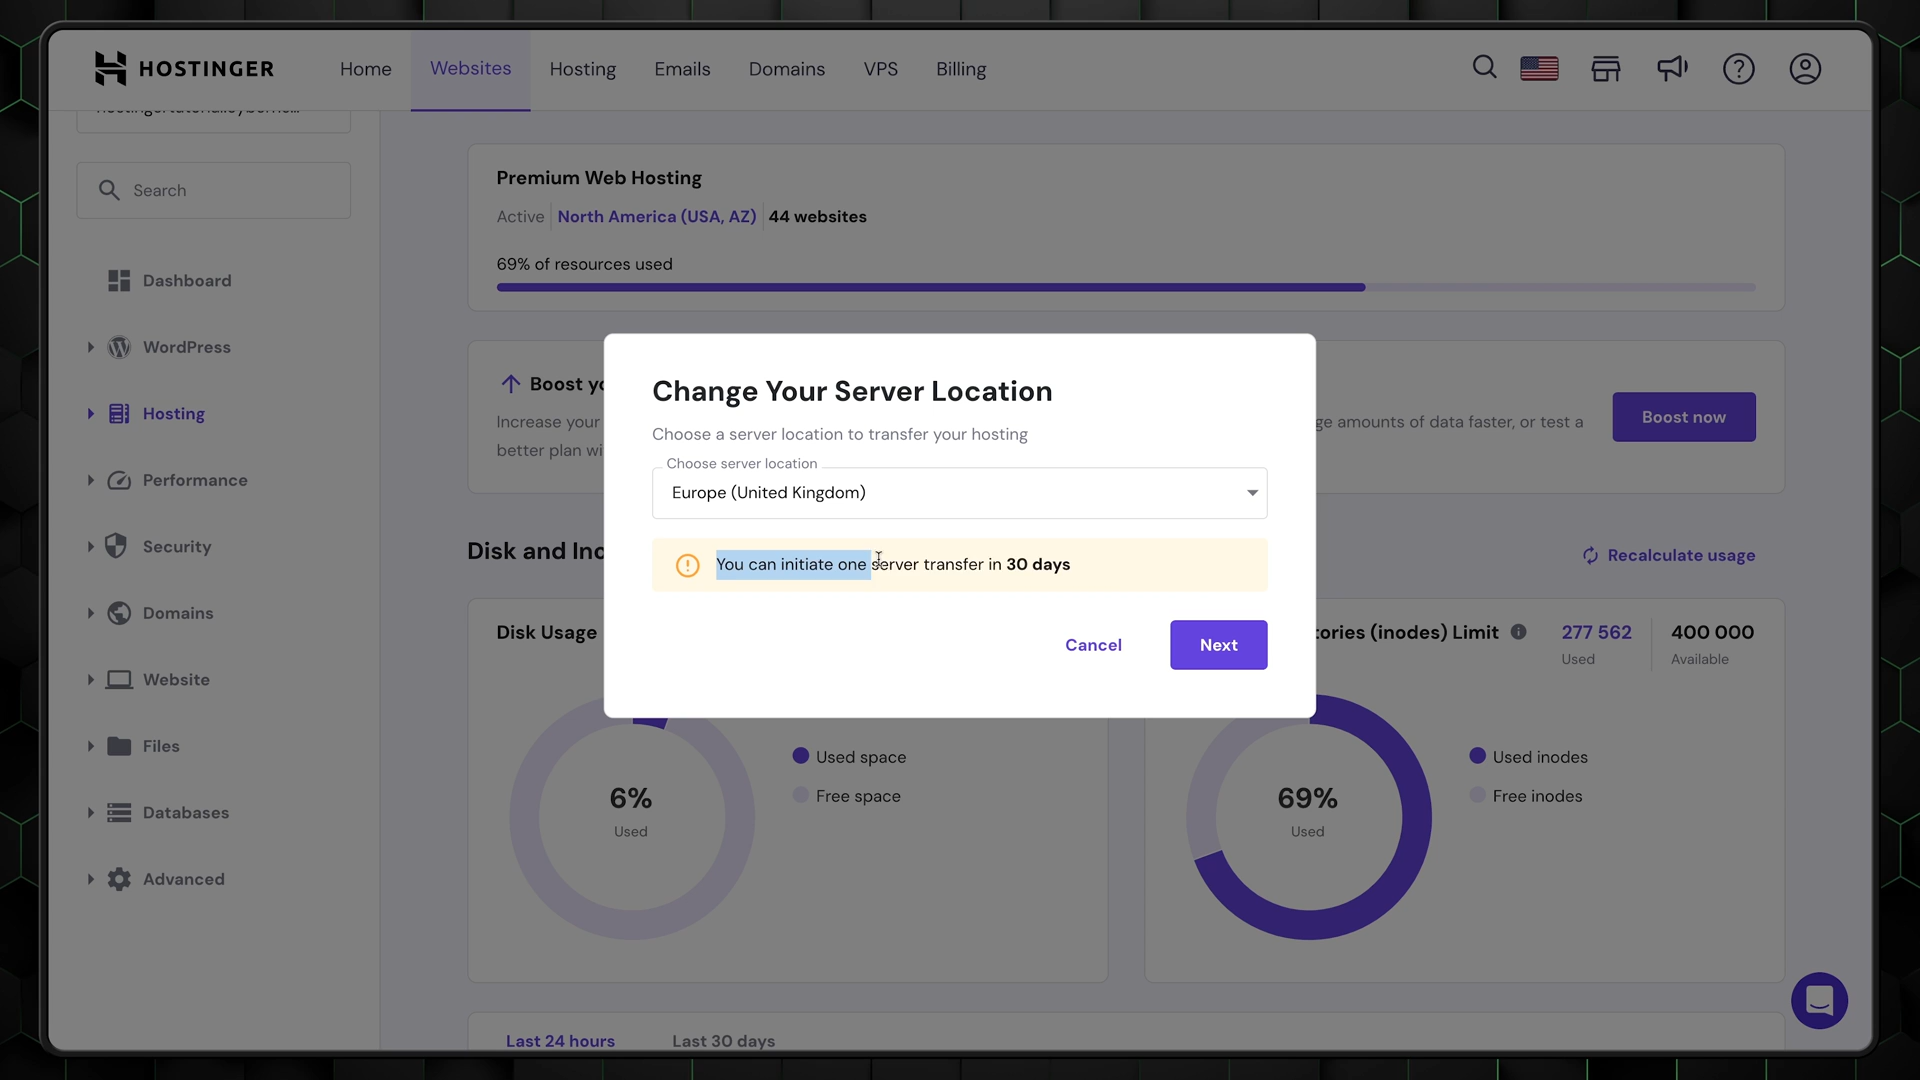 HOSTINGER
Home
Websites
Hosting
Emails
Domains
VPS
Billing
Search
Dashboard
WordPress
Hosting
Performance
Security
Domains
Website
Files
Databases
Advanced
Premium Web Hosting
Active
North America (USA, AZ)
44 websites
69% of resources used
Boost yo
Increase your
better plan wi
ge amounts of data faster, or test a
Boost now
Change Your Server Location
Choose a server location to transfer your hosting
Choose server location
Europe (United Kingdom)
You can initiate one server transfer in 30 days
Cancel
Next
Disk and Ino
Recalculate usage
Disk Usage
6%
Used
Used space
Free space
tories (inodes) Limit
277 562
Used
400 000
Available
69%
Used
Used inodes
Free inodes
Last 24 hours
Last 30 days